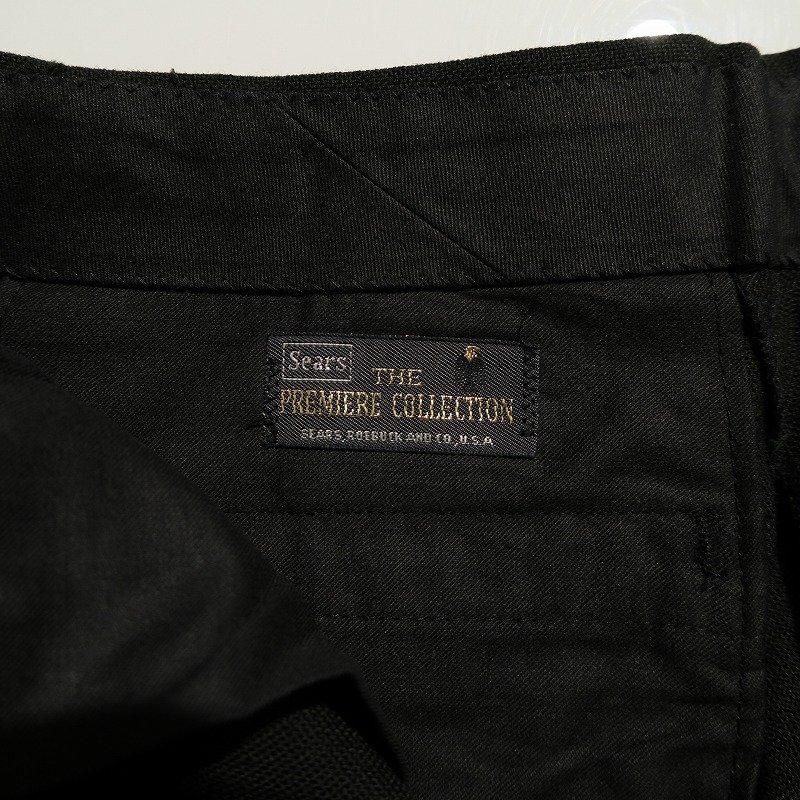 Sears
THE
PREMIERE COLLECTION
SEARS, ROEBUCK AND CO., U.S.A